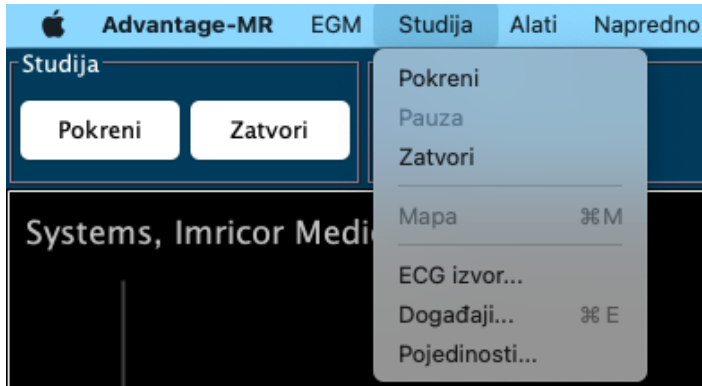 Advantage-MR EGM Studija Alati Napredno
Studija
Pokreni Zatvori
Systems, Imricor Medi
Pokreni
Pauza
Zatvori
Mapa ⌘M
ECG izvor...
Događaji... ⌘E
Pojedinosti...